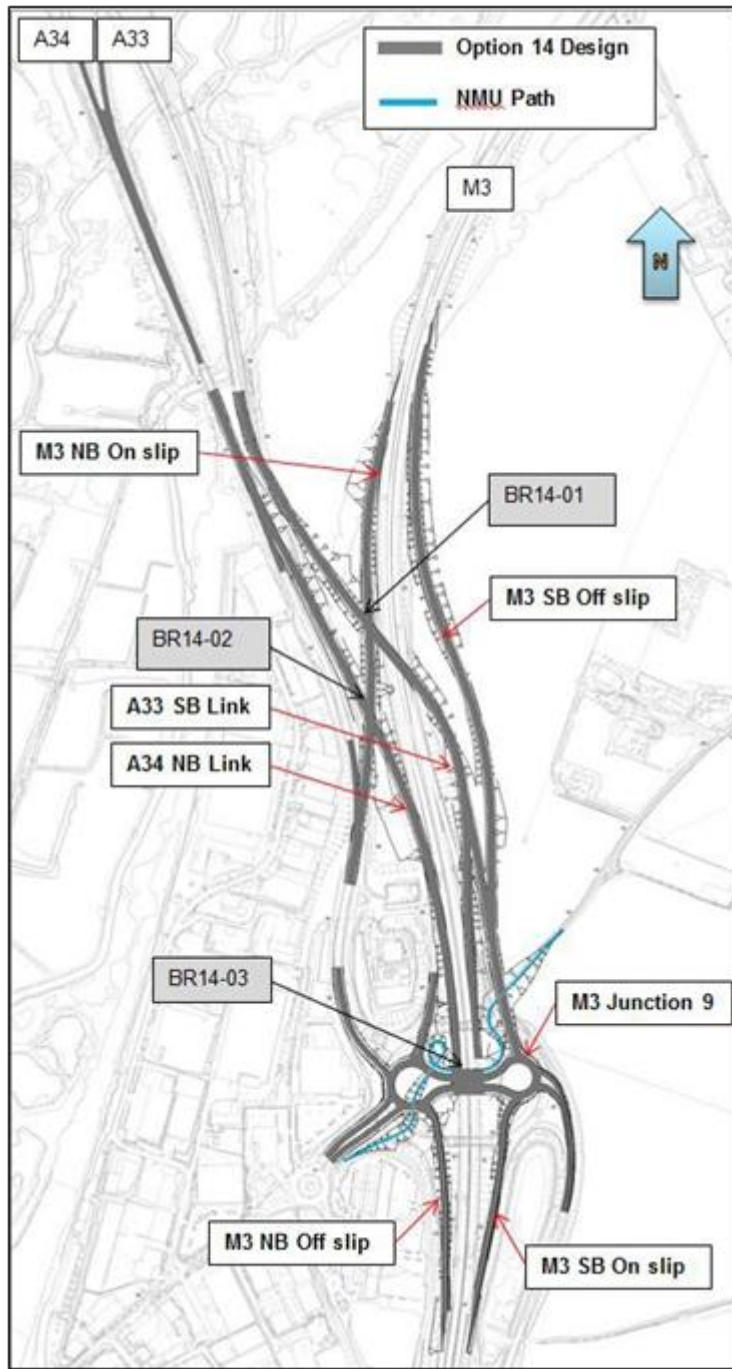 A34
A33
Option 14 Design
NMU Path
M3
N
M3 NB On slip
BR14-01
M3 SB Off slip
BR14-02
A33 SB Link
A34 NB Link
BR14-03
M3 Junction 9
M3 NB Off slip
M3 SB On slip